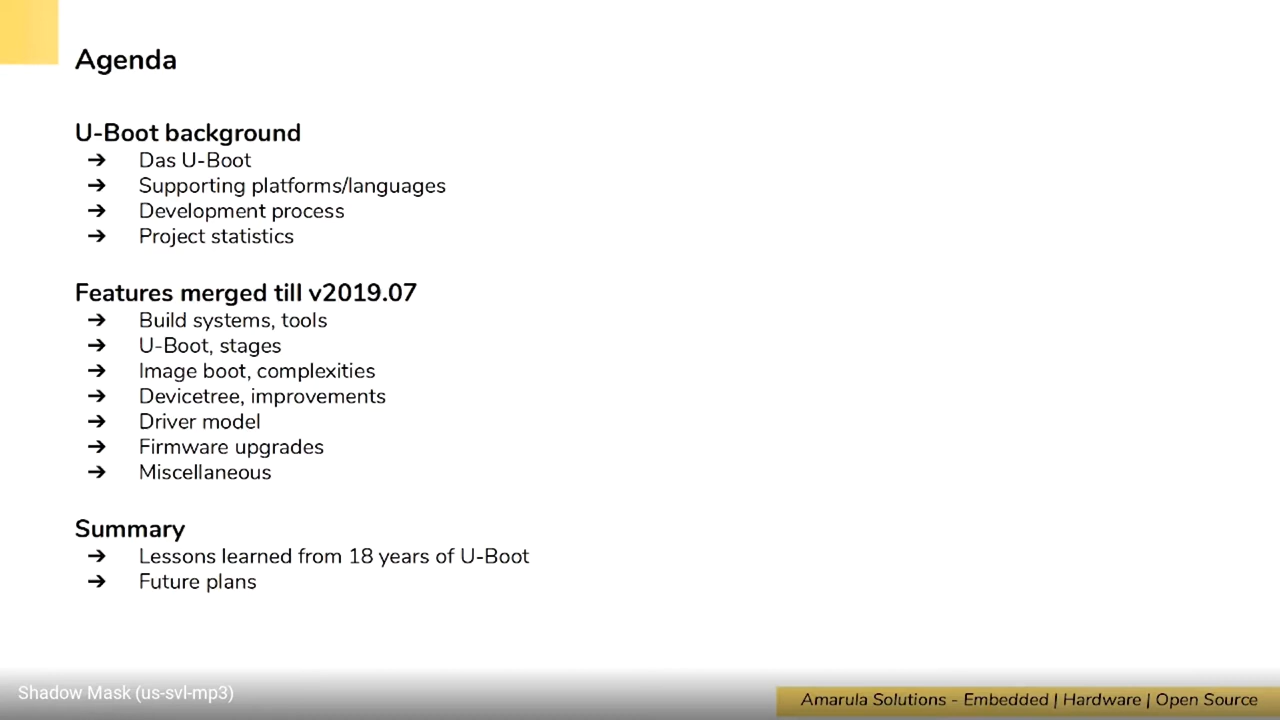 Agenda
U-Boot background
➔ Das U-Boot
➔ Supporting platforms/languages
➔ Development process
➔ Project statistics
Features merged till v2019.07
➔ Build systems, tools
➔ U-Boot, stages
➔ Image boot, complexities
➔ Devicetree, improvements
➔ Driver model
➔ Firmware upgrades
➔ Miscellaneous
Summary
➔ Lessons learned from 18 years of U-Boot
➔ Future plans
Shadow Mask (us-svl-mp3)
Amarula Solutions - Embedded | Hardware | Open Source